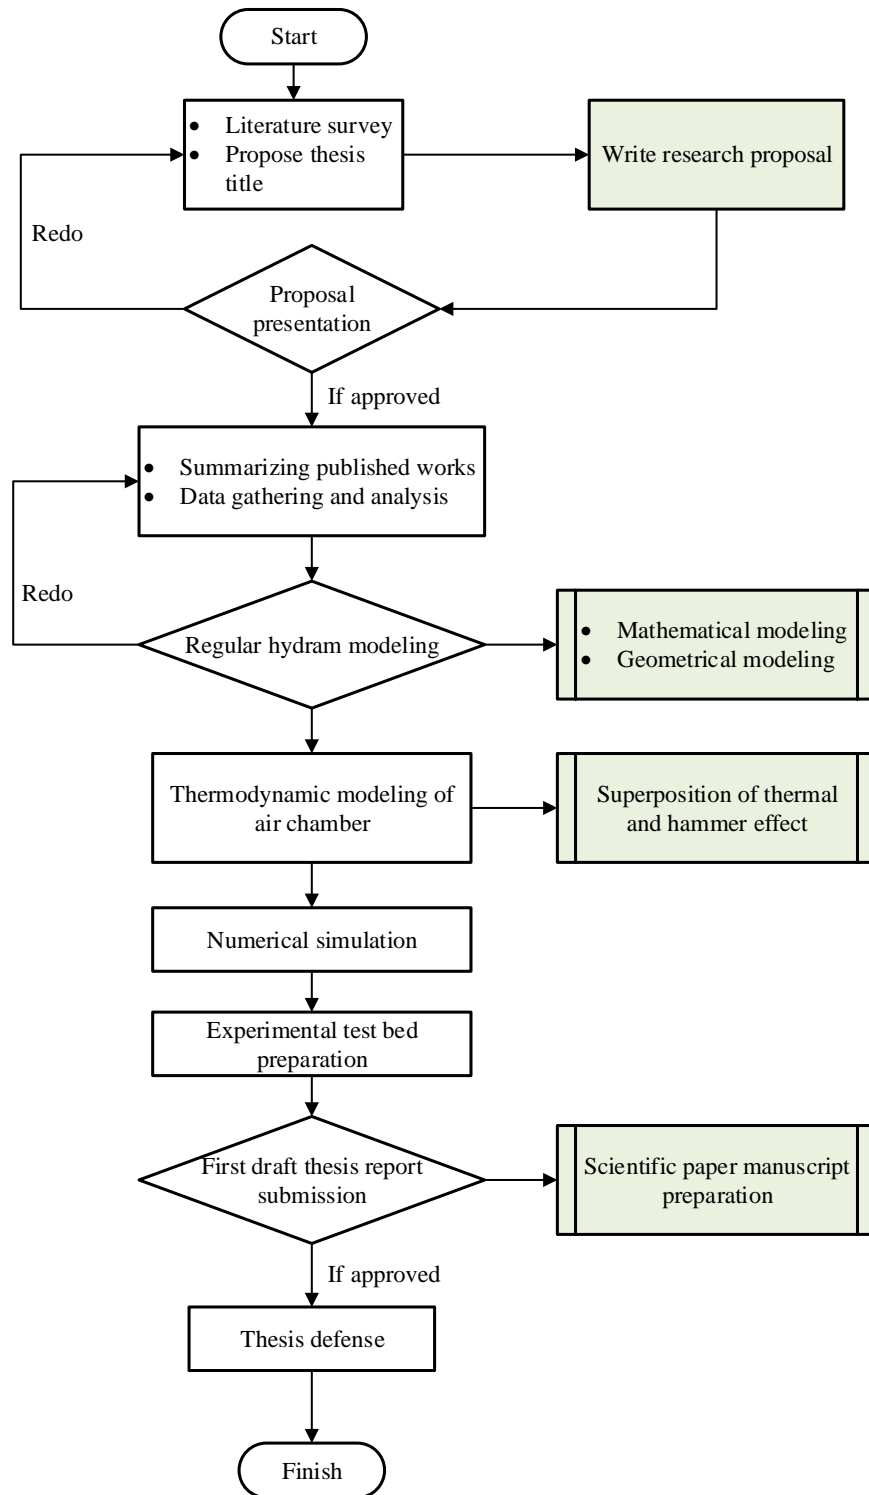 Start
• Literature survey
• Propose thesis
title
Write research proposal
Redo
Proposal
presentation
If approved
• Summarizing published works
• Data gathering and analysis
Redo
Regular hydram modeling
• Mathematical modeling
• Geometrical modeling
Thermodynamic modeling of
air chamber
Superposition of thermal
and hammer effect
Numerical simulation
Experimental test bed
preparation
First draft thesis report
submission
Scientific paper manuscript
preparation
If approved
Thesis defense
Finish